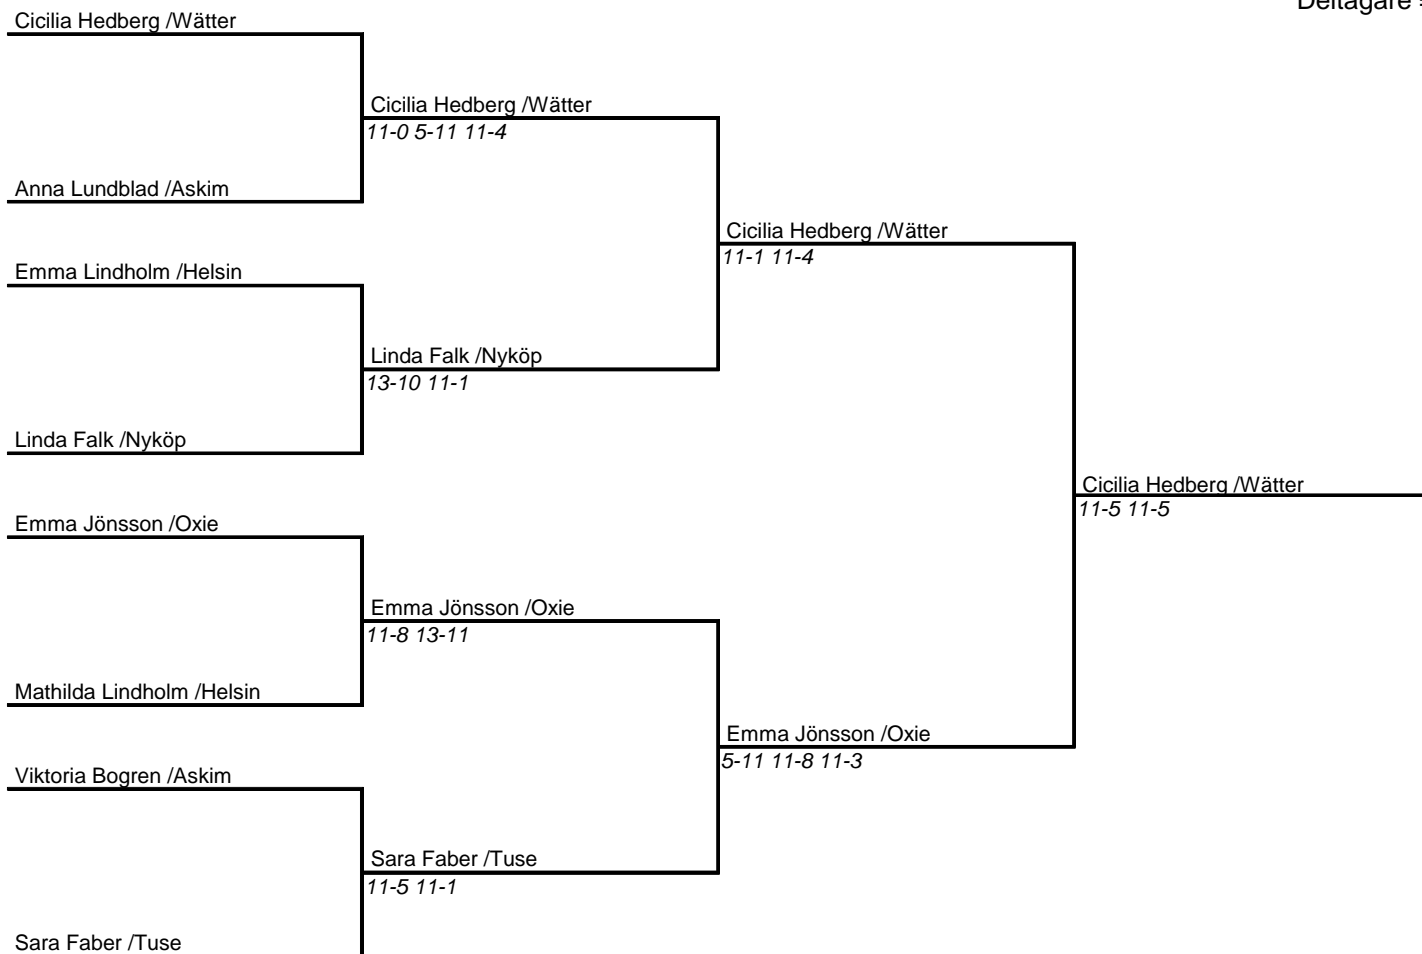 Deltagare
Cicilia Hedberg /Wätter
Cicilia Hedberg /Wätter
11-0 5-11 11-4
Anna Lundblad /Askim
Cicilia Hedberg /Wätter
11-1 11-4
Emma Lindholm /Helsin
Linda Falk /Nyköp
13-10 11-1
Linda Falk /Nyköp
Cicilia Hedberg /Wätter
11-5 11-5
Emma Jönsson /Oxie
Emma Jönsson /Oxie
11-8 13-11
Mathilda Lindholm /Helsin
Emma Jönsson /Oxie
5-11 11-8 11-3
Viktoria Bogren /Askim
Sara Faber /Tuse
11-5 11-1
Sara Faber /Tuse